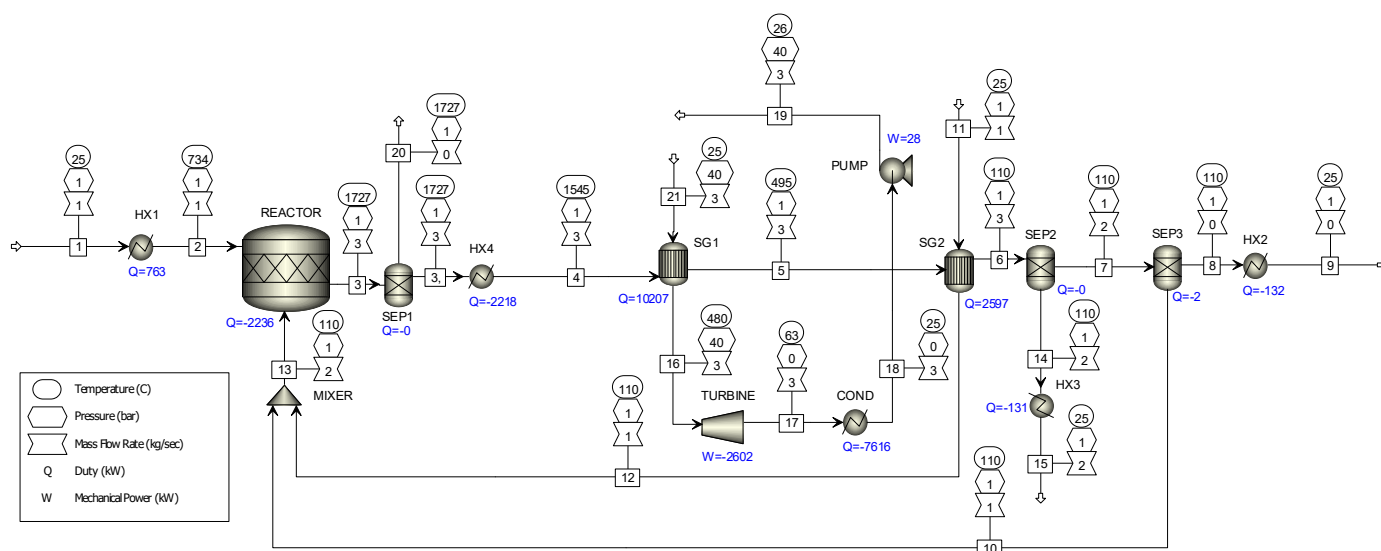 26
40
3
19
1727
1
0
20
25
1
1
11
W=28
PUMP
25
1
1
1
HX1
Q=763
734
1
1
2
REACTOR
Q=-2236
1727
1
3
3
SEP1
Q=-0
1727
1
3
3,
HX4
Q=-2218
1545
1
3
4
25
40
3
21
SG1
Q=10207
495
1
3
5
SG2
Q=2597
110
1
3
6
SEP2
Q=-0
110
1
2
7
SEP3
Q=-2
110
1
0
8
HX2
Q=-132
25
1
0
9
110
1
2
13
MIXER
480
40
3
16
TURBINE
W=-2602
63
0
3
17
COND
Q=-7616
25
0
3
18
110
1
2
14
HX3
Q=-131
25
1
2
15
110
1
1
12
110
1
1
10
Temperature (C)
Pressure (bar)
Mass Flow Rate (kg/sec)
Q Duty (kW)
W Mechanical Power (kW)